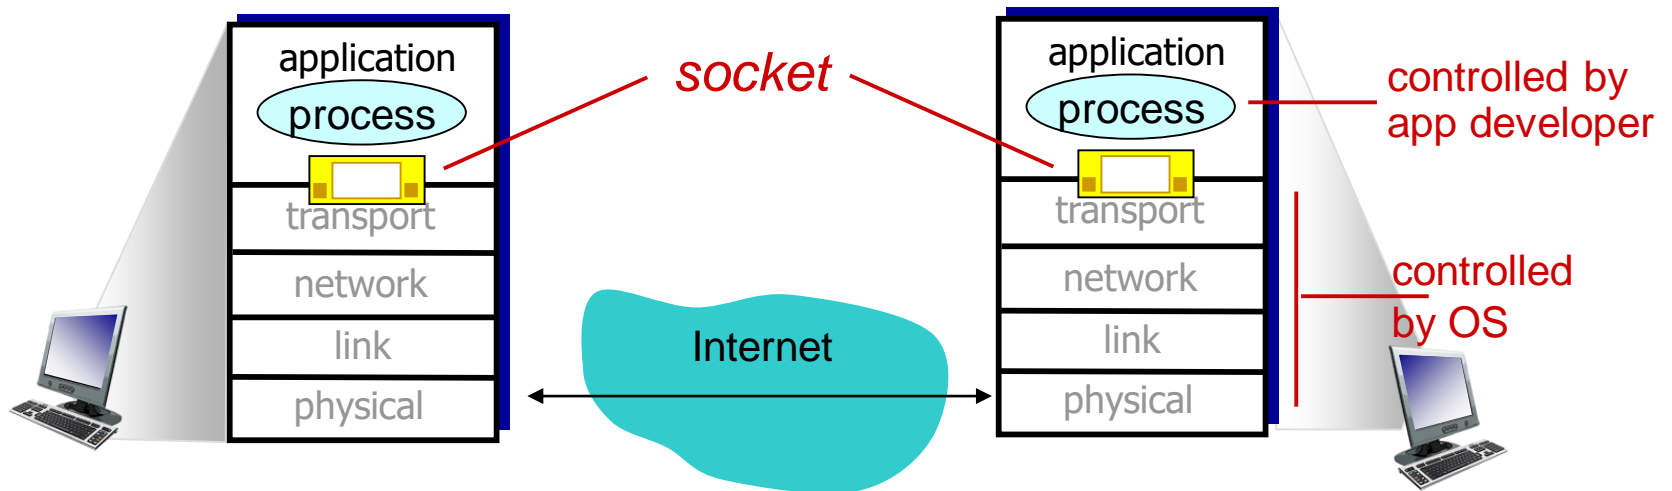 application
process
transport
network
link
physical
socket
Internet
application
process
transport
network
link
physical
controlled by
app developer
controlled
by OS